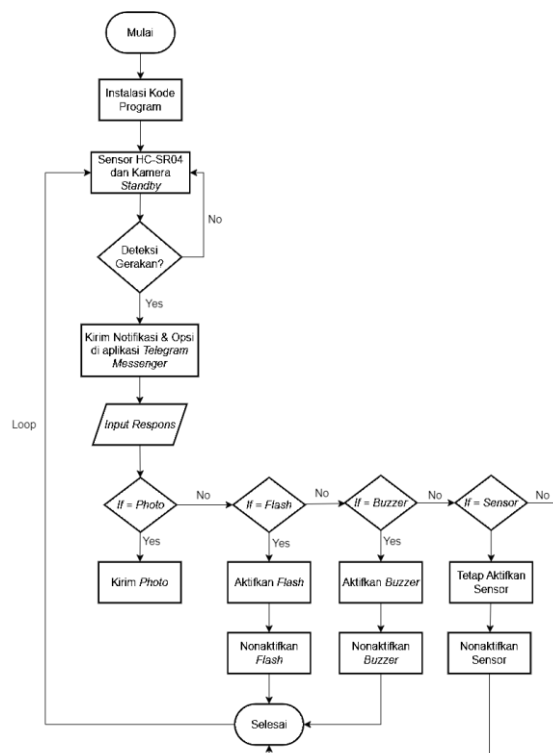 Mulai
Instalasi Kode
Program
Sensor HC-SR04
dan Kamera
Standby
No
Deteksi
Gerakan?
Yes
Kirim Notifikasi & Opsi
di aplikasi Telegram
Messenger
Loop
Input Respons
If = Photo
No
If = Flash
No
If = Buzzer
No
If = Sensor
No
Yes
Yes
Yes
Kirim Photo
Aktifkan Flash
Aktifkan Buzzer
Tetap Aktifkan
Sensor
Nonaktifkan
Flash
Nonaktifkan
Buzzer
Nonaktifkan
Sensor
Selesai